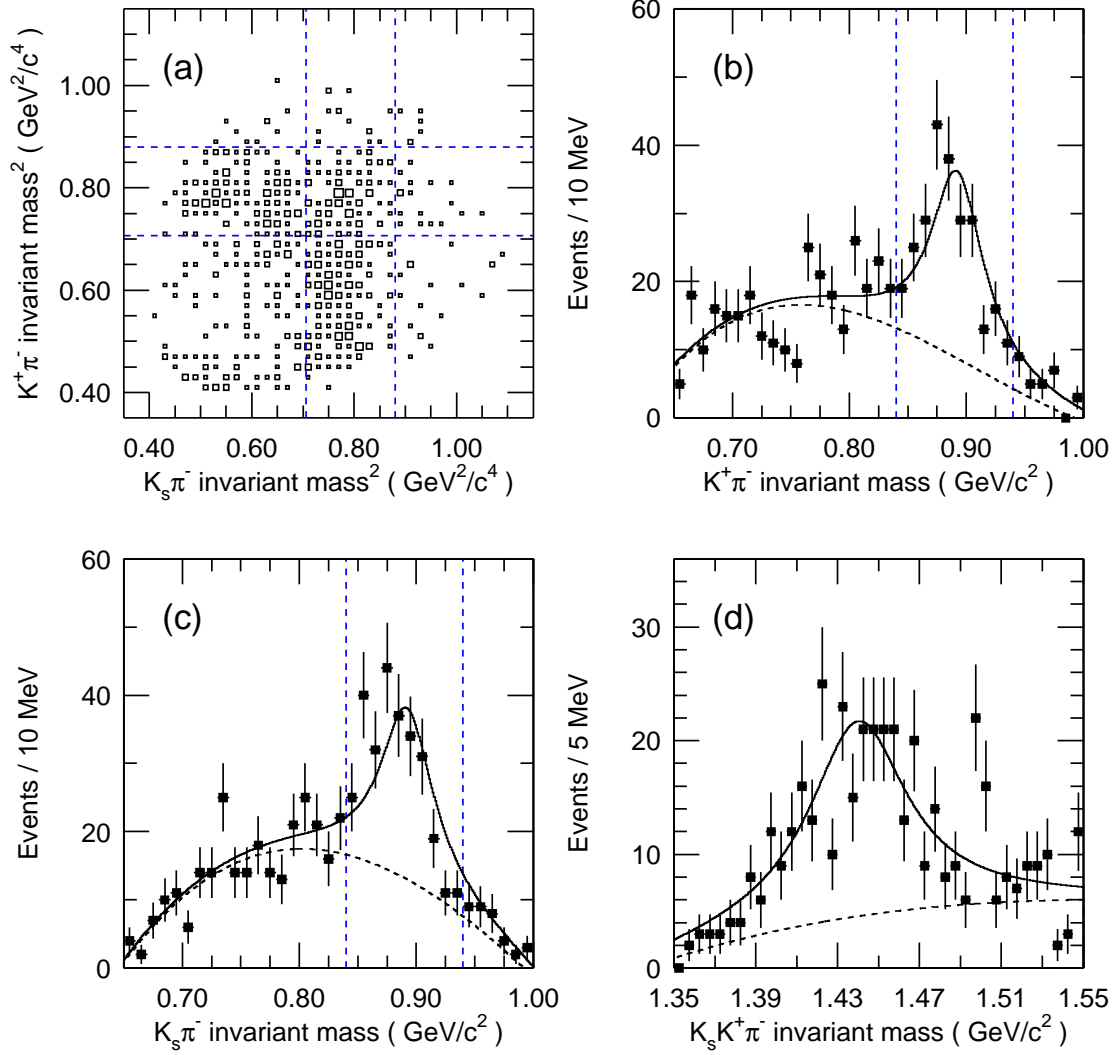 (a)
1.00
0.80
0.60
0.40
K⁺π⁻ invariant mass² ( GeV²/c⁴ )
0.40 0.60 0.80 1.00
Kₛπ⁻ invariant mass² ( GeV²/c⁴ )
(b)
60
40
20
0
Events / 10 MeV
0.70 0.80 0.90 1.00
K⁺π⁻ invariant mass ( GeV/c² )
(c)
60
40
20
0
Events / 10 MeV
0.70 0.80 0.90 1.00
Kₛπ⁻ invariant mass ( GeV/c² )
(d)
30
20
10
0
Events / 5 MeV
1.35 1.39 1.43 1.47 1.51 1.55
KₛK⁺π⁻ invariant mass ( GeV/c² )